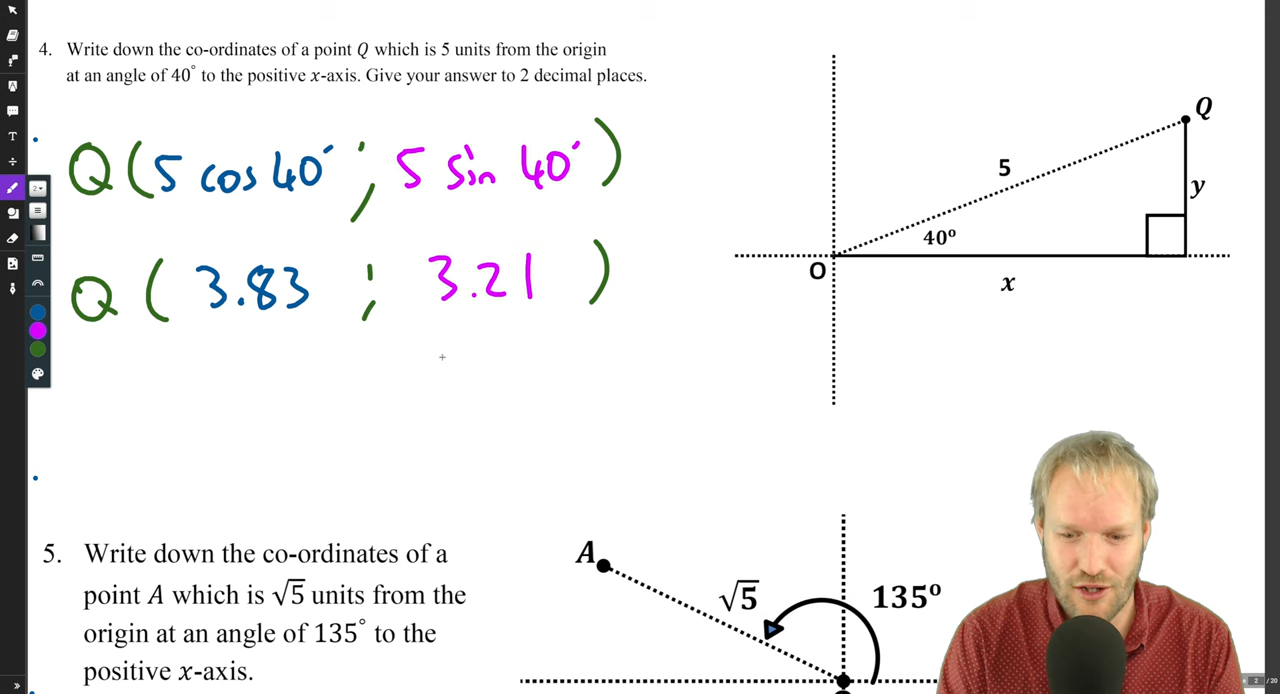 4. Write down the co-ordinates of a point Q which is 5 units from the origin
at an angle of 40° to the positive x-axis. Give your answer to 2 decimal places.
Q(5 cos 40° ; 5 sin 40°)
Q( 3.83 ; 3.21 )
Q
5
y
40°
O
x
5. Write down the co-ordinates of a
point A which is √5 units from the
origin at an angle of 135° to the
positive x-axis.
A
√5
135°
T
2
2 / 20